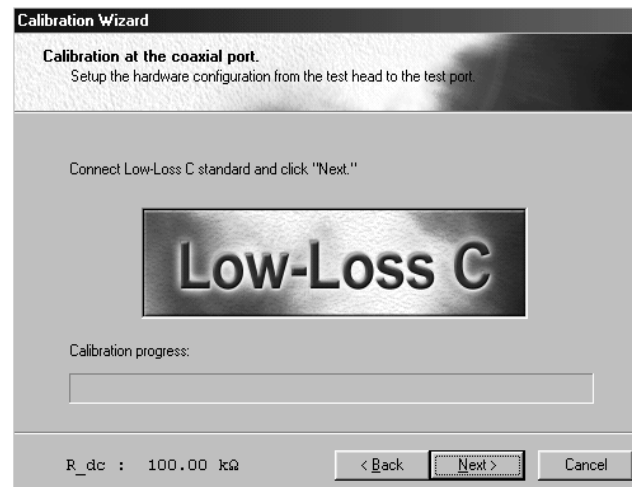 Calibration Wizard
Calibration at the coaxial port.
Setup the hardware configuration from the test head to the test port.
Connect Low-Loss C standard and click "Next."
Low-Loss C
Calibration progress:
R_dc : 100.00 kΩ
< Back
Next >
Cancel